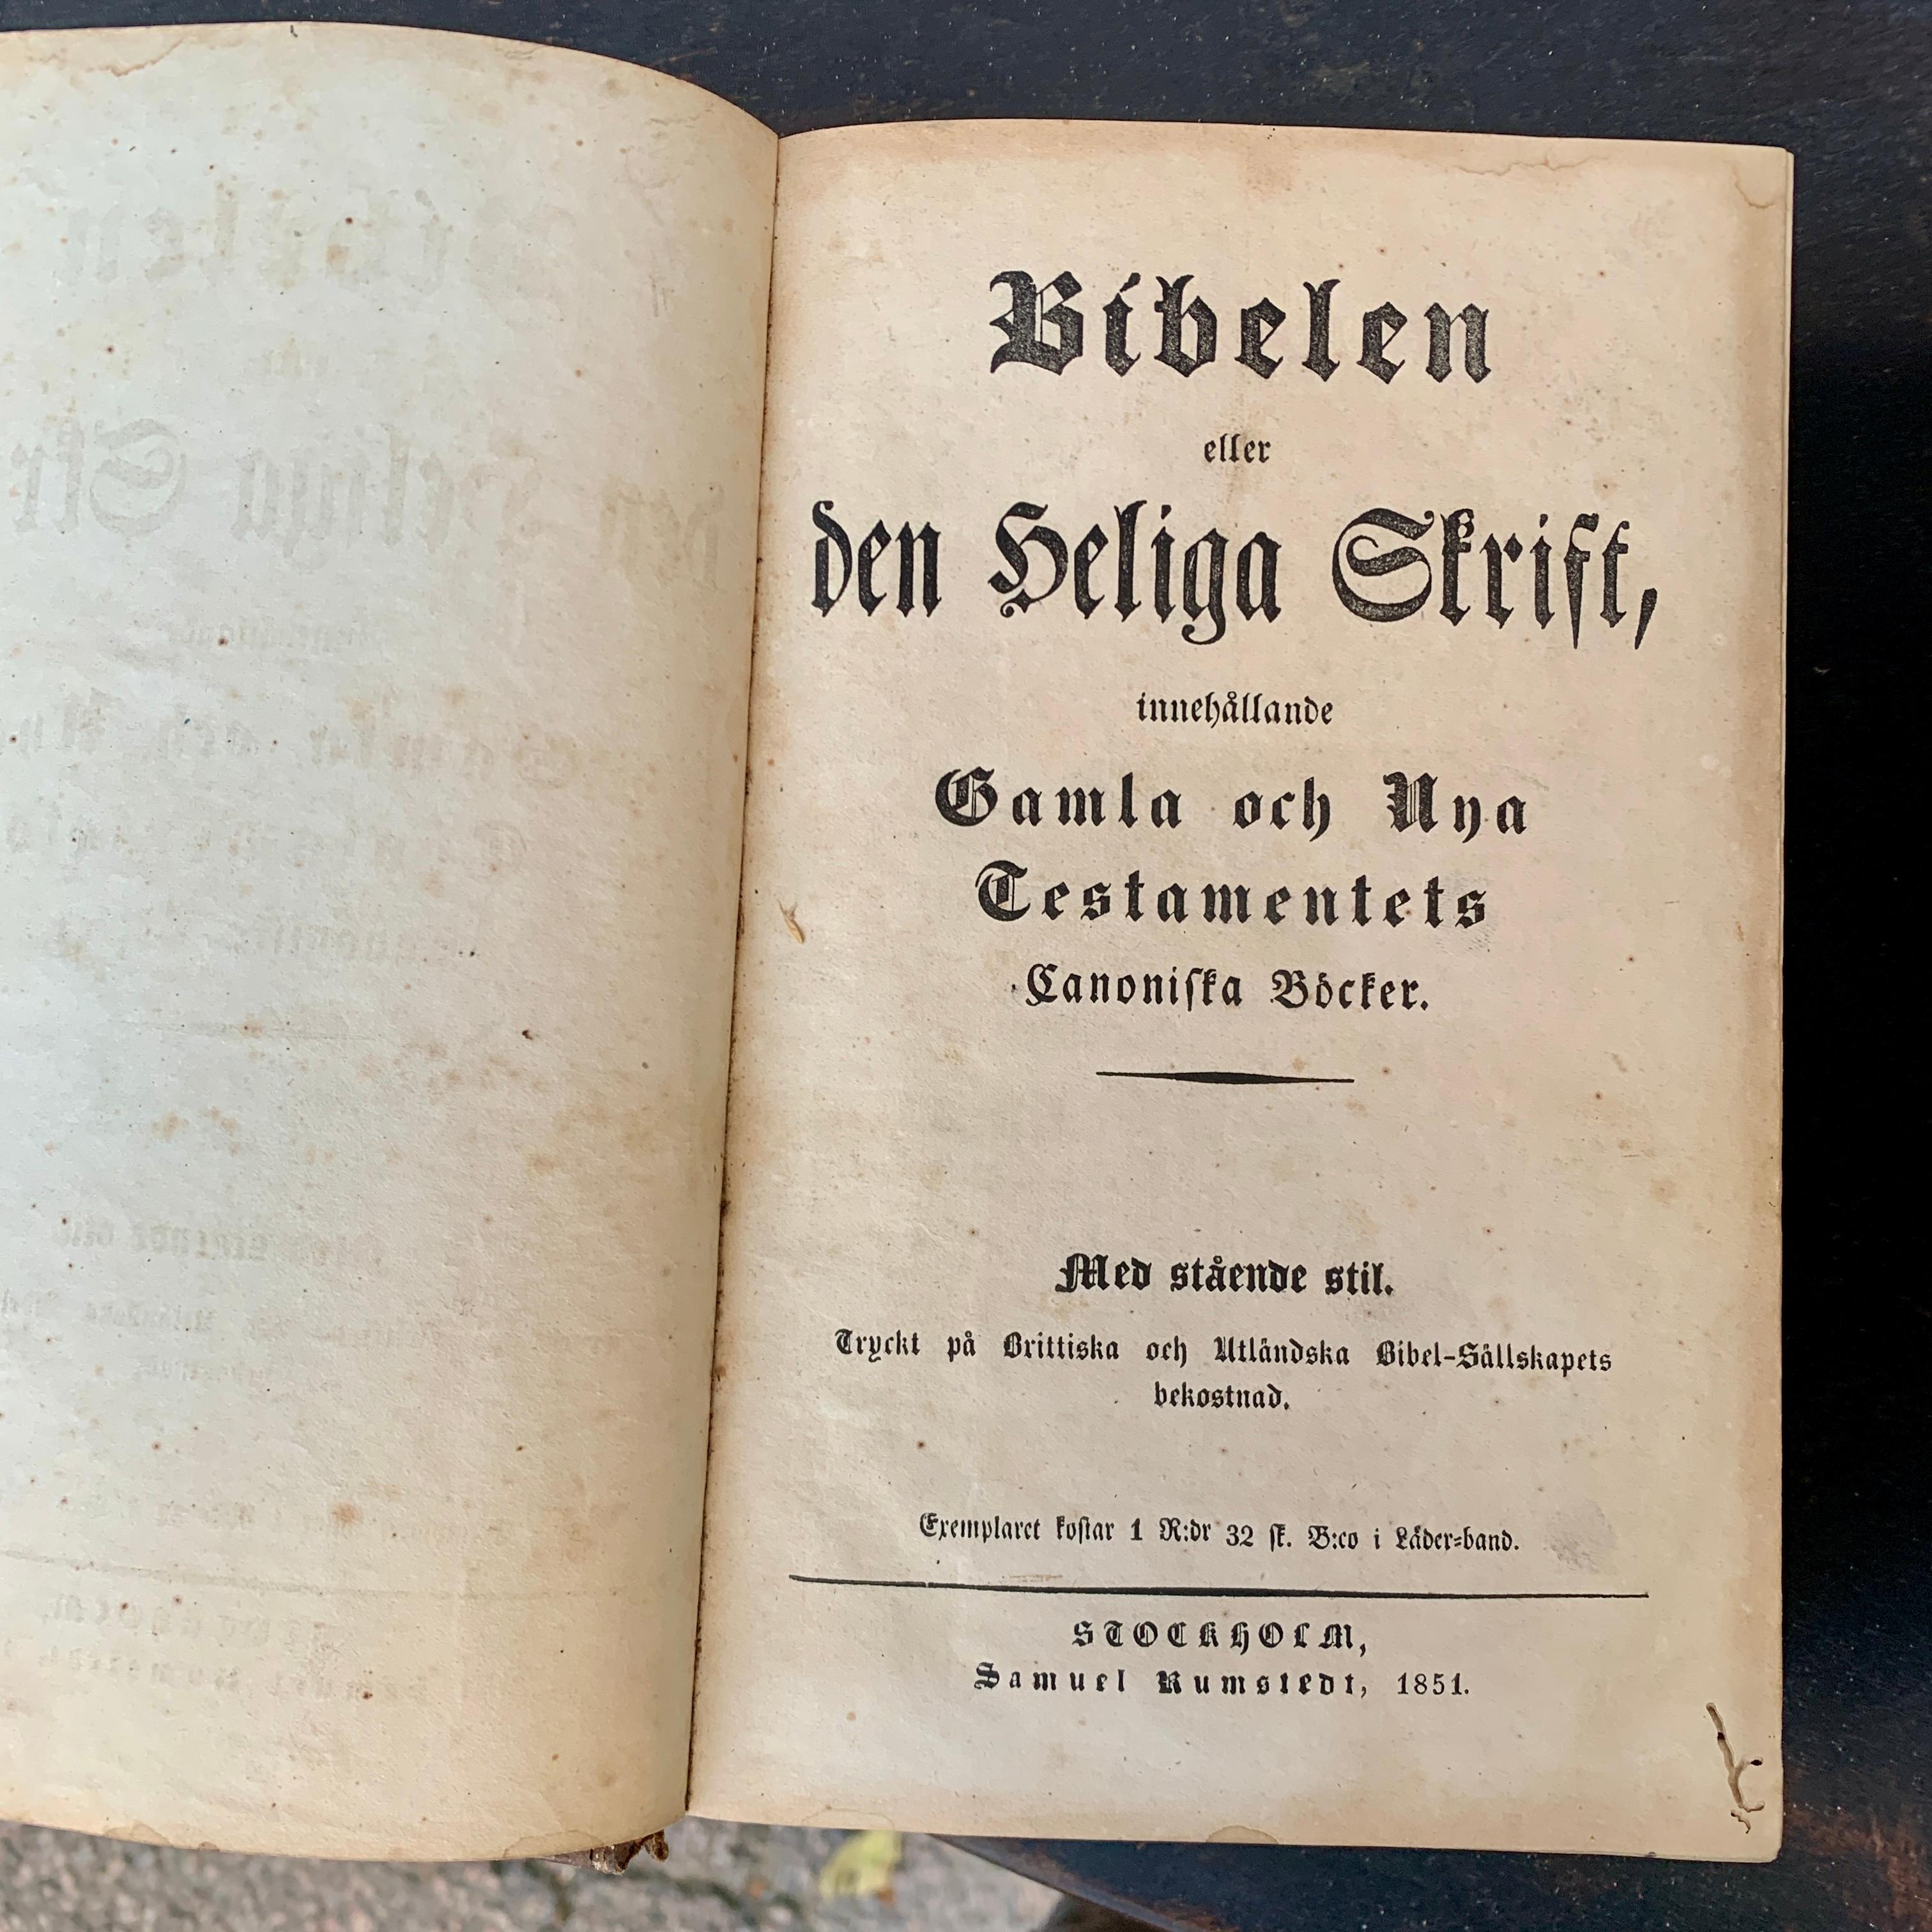 Bibelen
eller
den Heliga Skrift,
innehållande
Gamla och Nya
Testamentets
Canoniska Böcker.
Med stående stil.
Tryckt på Brittiska och Utländska Bibel-Sällskapets
bekostnad.
Exemplaret kostar 1 R:dr 32 sk. B:co i Läder-band.
STOCKHOLM,
Samuel Rumstedt, 1851.